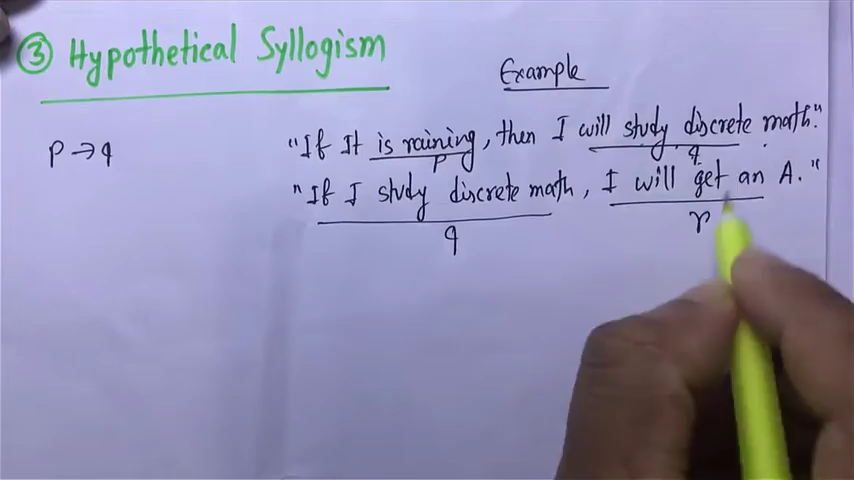 ③ Hypothetical Syllogism
Example
p → q
"If It is raining, then I will study discrete math."
p q
"If I study discrete math, I will get an A."
q r